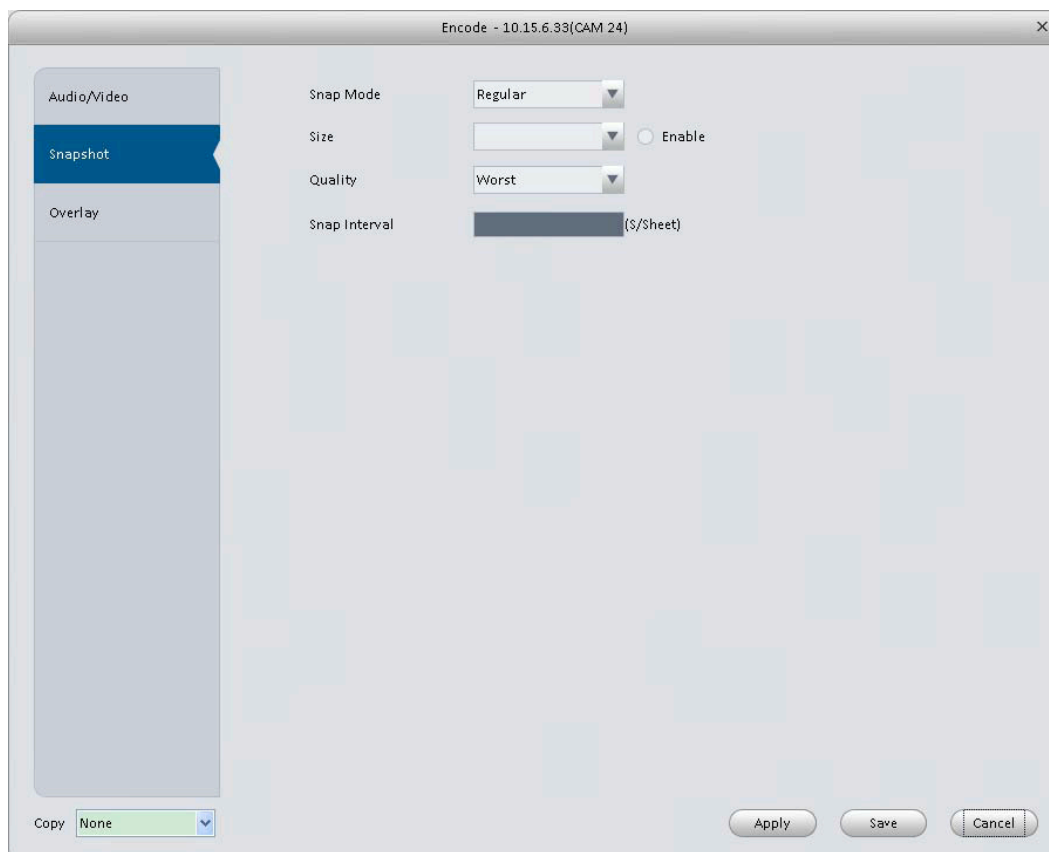 Encode - 10.15.6.33(CAM 24)
Audio/Video
Snapshot
Overlay
Snap Mode Regular
Size Enable
Quality Worst
Snap Interval (S/Sheet)
Copy None Apply Save Cancel